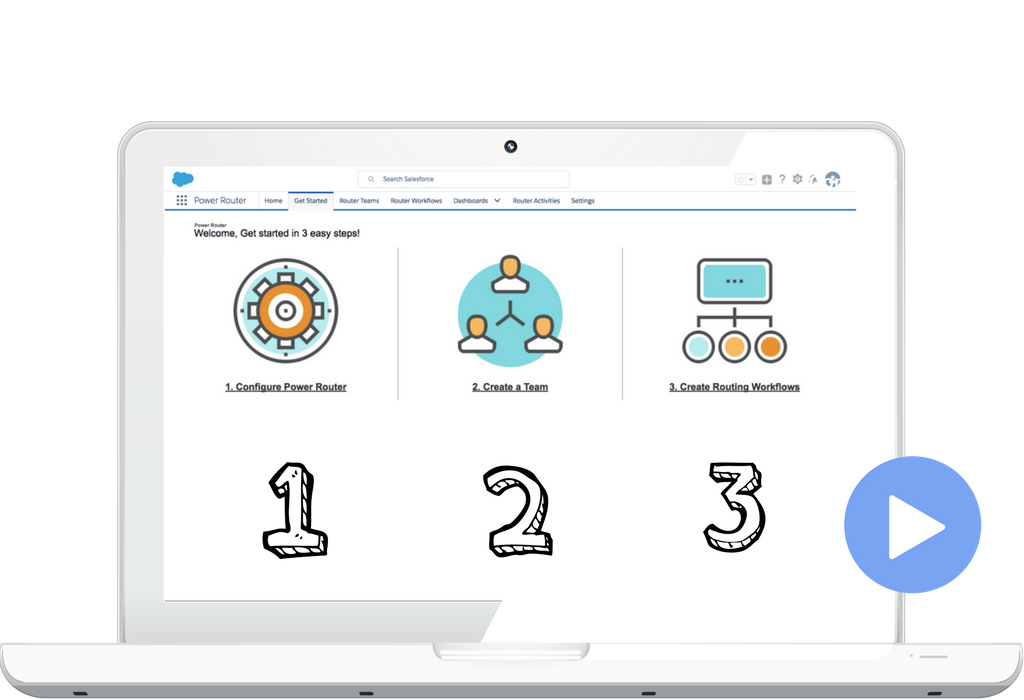 Search Salesforce
Power Router Home Get Started Router Teams Router Workflows Dashboards Router Activities Settings
Power Router
Welcome, Get started in 3 easy steps!
1. Configure Power Router 2. Create a Team 3. Create Routing Workflows
1 2 3